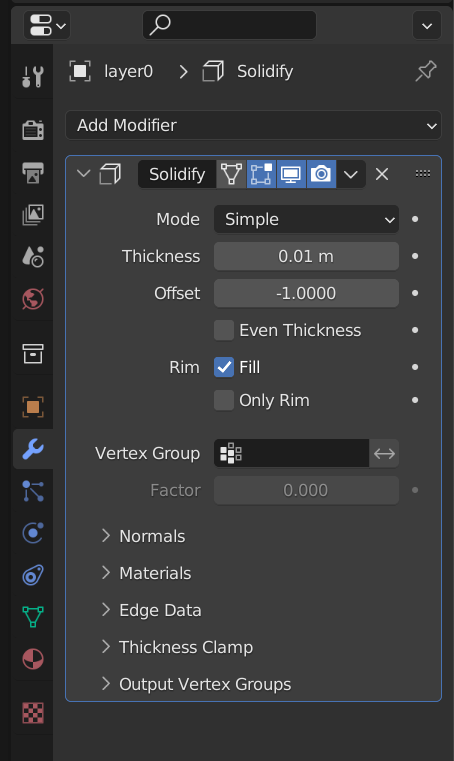 layer0 > Solidify
Add Modifier
Solidify
Mode Simple
Thickness 0.01 m
Offset -1.0000
Even Thickness
Rim Fill
Only Rim
Vertex Group
Factor 0.000
Normals
Materials
Edge Data
Thickness Clamp
Output Vertex Groups